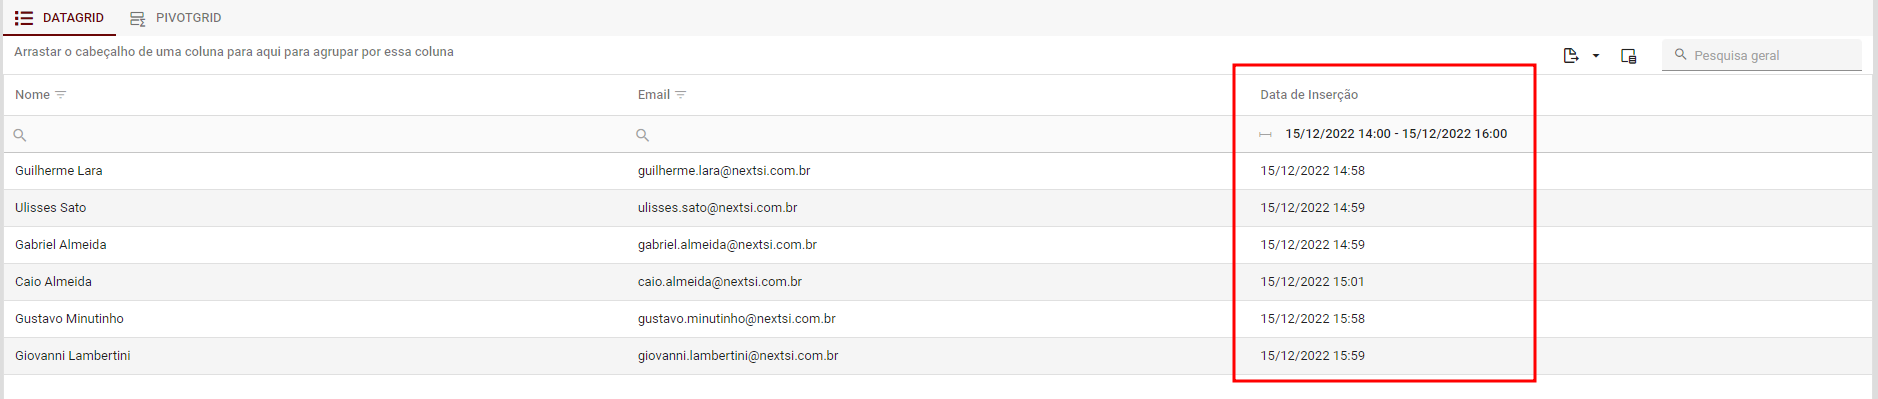 DATAGRID PIVOTGRID
Arrastar o cabeçalho de uma coluna para aqui para agrupar por essa coluna
Pesquisa geral
Nome Email Data de Inserção
15/12/2022 14:00 - 15/12/2022 16:00
Guilherme Lara guilherme.lara@nextsi.com.br 15/12/2022 14:58
Ulisses Sato ulisses.sato@nextsi.com.br 15/12/2022 14:59
Gabriel Almeida gabriel.almeida@nextsi.com.br 15/12/2022 14:59
Caio Almeida caio.almeida@nextsi.com.br 15/12/2022 15:01
Gustavo Minutinho gustavo.minutinho@nextsi.com.br 15/12/2022 15:58
Giovanni Lambertini giovanni.lambertini@nextsi.com.br 15/12/2022 15:59